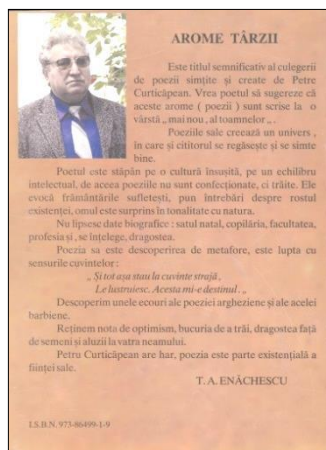 AROME TÂRZII
Este titlul semnificativ al culegerii
de poezii simțite și create de Petre
Curticăpean. Vrea poetul să sugereze că
aceste arome ( poezii ) sunt scrise la o
vârstă „ mai nou , al toamnelor „ .
Poeziile sale creează un univers ,
în care și cititorul se regăsește și se simte
bine.
Poetul este stăpân pe o cultură însușită, pe un echilibru
intelectual, de aceea poeziile nu sunt confecționate, ci trăite. Ele
evocă frământările sufletești, pun întrebări despre rostul
existenței, omul este surprins în tonalitate cu natura.
Nu lipsesc date biografice : satul natal, copilăria, facultatea,
profesia și , se înțelege, dragostea.
Poezia sa este descoperirea de metafore, este lupta cu
sensurile cuvintelor :
„ Și tot așa stau la cuvinte strajă ,
Le lustruiesc. Acesta mi-e destinul . „
Descoperim unele ecouri ale poeziei argheziene și ale acelei
barbiene.
Reținem nota de optimism, bucuria de a trăi, dragostea față
de semeni și aluzii la vatra neamului.
Petru Curticăpean are har, poezia este parte existențială a
ființei sale.
T. A. ENĂCHESCU
I.S.B.N. 973-86499-1-9